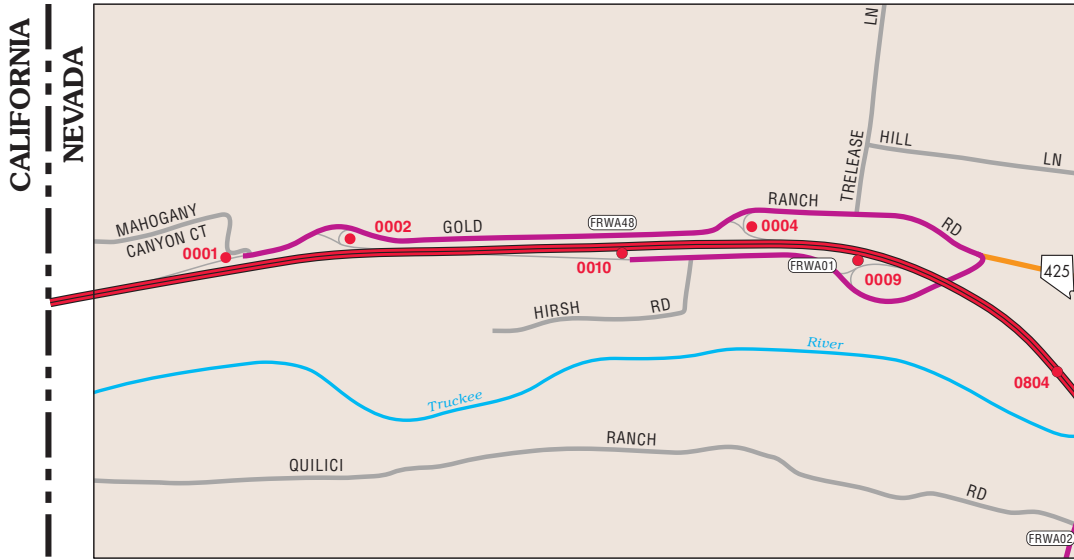 CALIFORNIA
NEVADA
LN
TRELEASE
HILL
LN
MAHOGANY
CANYON CT
0001
0002
GOLD
FRWA48
RANCH
RD
0004
0010
FRWA01
0009
425
HIRSH
RD
River
Truckee
0804
QUILICI
RANCH
RD
FRWA02